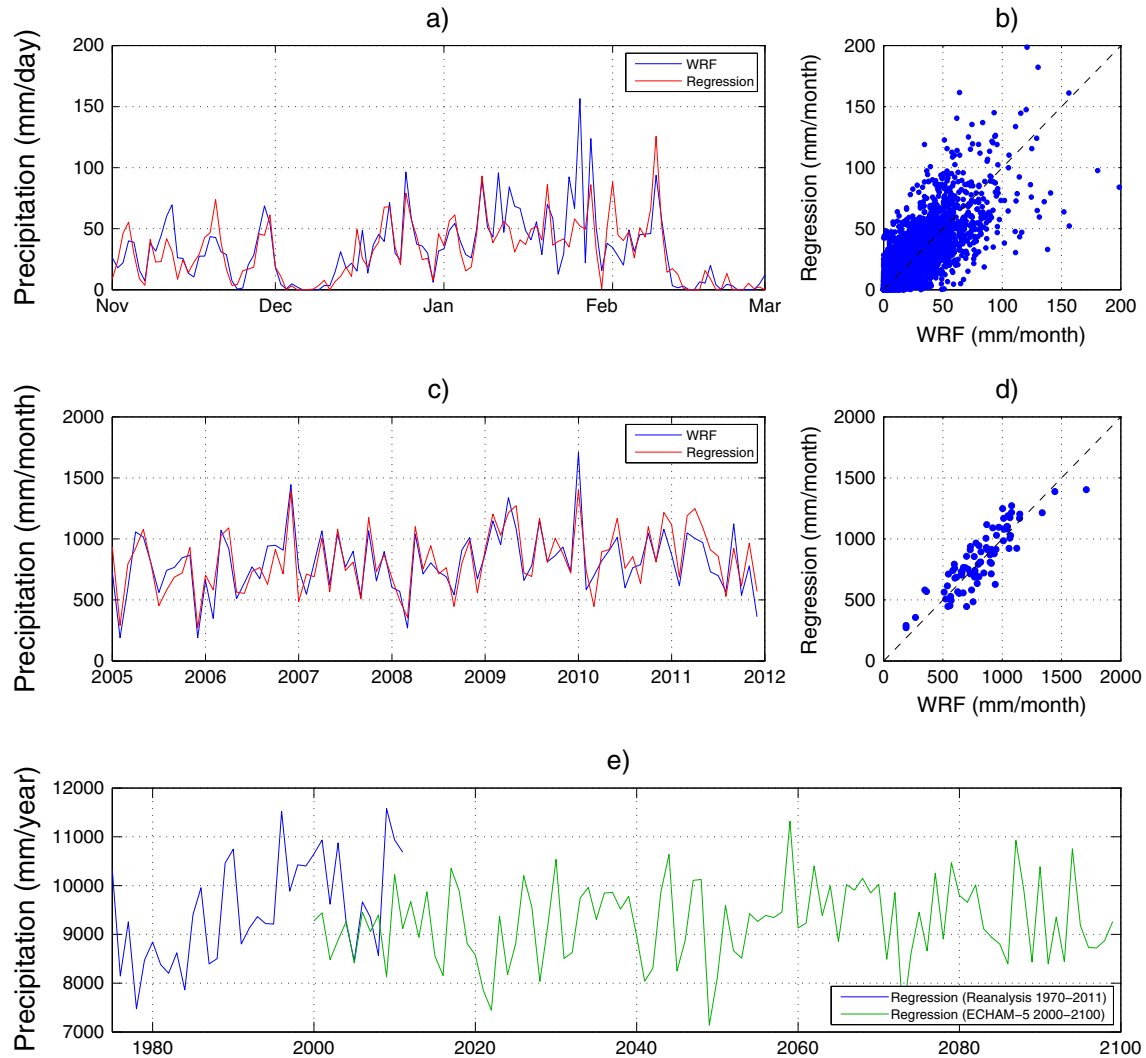 a)
Precipitation (mm/day)
200
150
100
50
0
Nov
Dec
Jan
Feb
Mar
WRF
Regression
b)
Regression (mm/month)
200
150
100
50
0
0
50
100
150
200
WRF (mm/month)
c)
Precipitation (mm/month)
2000
1500
1000
500
0
2005
2006
2007
2008
2009
2010
2011
2012
WRF
Regression
d)
Regression (mm/month)
2000
1500
1000
500
0
0
500
1000
1500
2000
WRF (mm/month)
e)
Precipitation (mm/year)
12000
11000
10000
9000
8000
7000
1980
2000
2020
2040
2060
2080
2100
Regression (Reanalysis 1970-2011)
Regression (ECHAM-5 2000-2100)